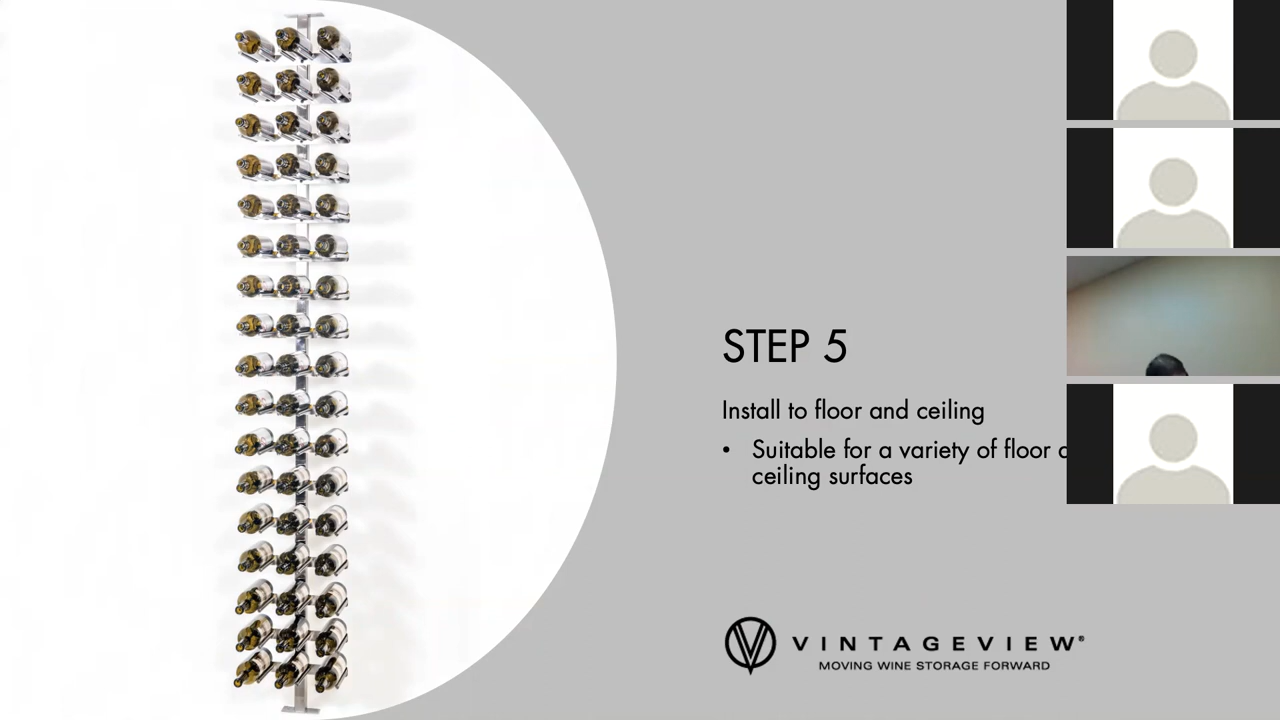 STEP 5
Install to floor and ceiling
• Suitable for a variety of floor
ceiling surfaces
VINTAGEVIEW®
MOVING WINE STORAGE FORWARD